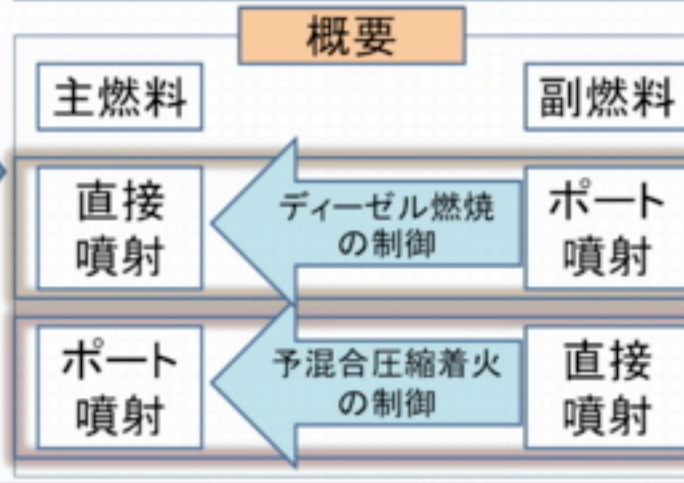 概要
主燃料
副燃料
直接
噴射
ディーゼル燃焼
の制御
ポート
噴射
ポート
噴射
予混合圧縮着火
の制御
直接
噴射